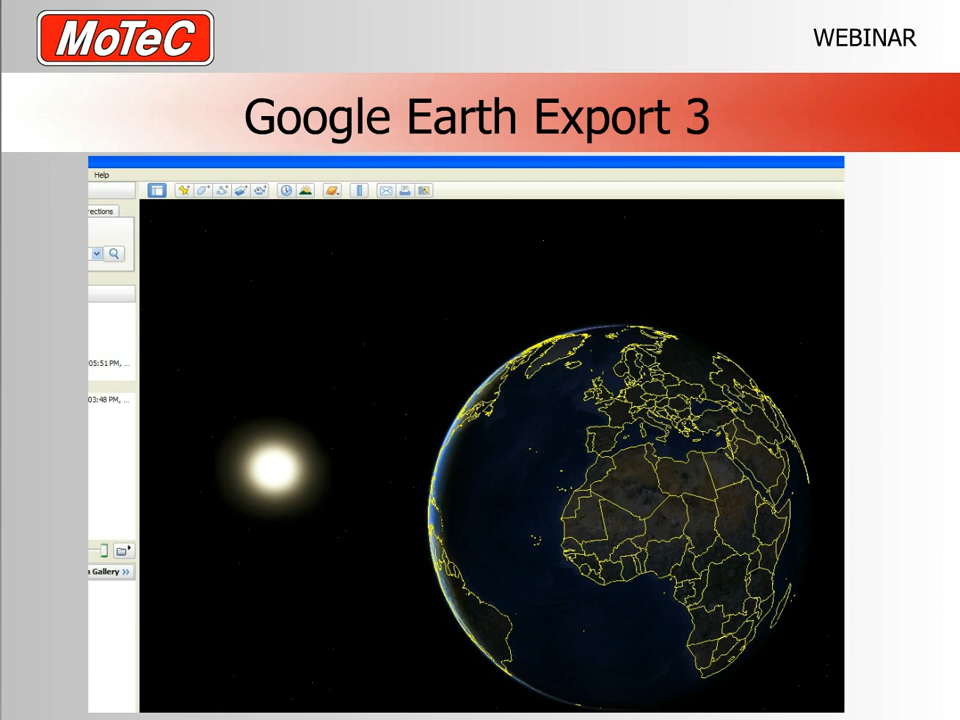 MoTeC
WEBINAR
Google Earth Export 3
Help
rections
05:51 PM, ...
03:48 PM, ...
Gallery »